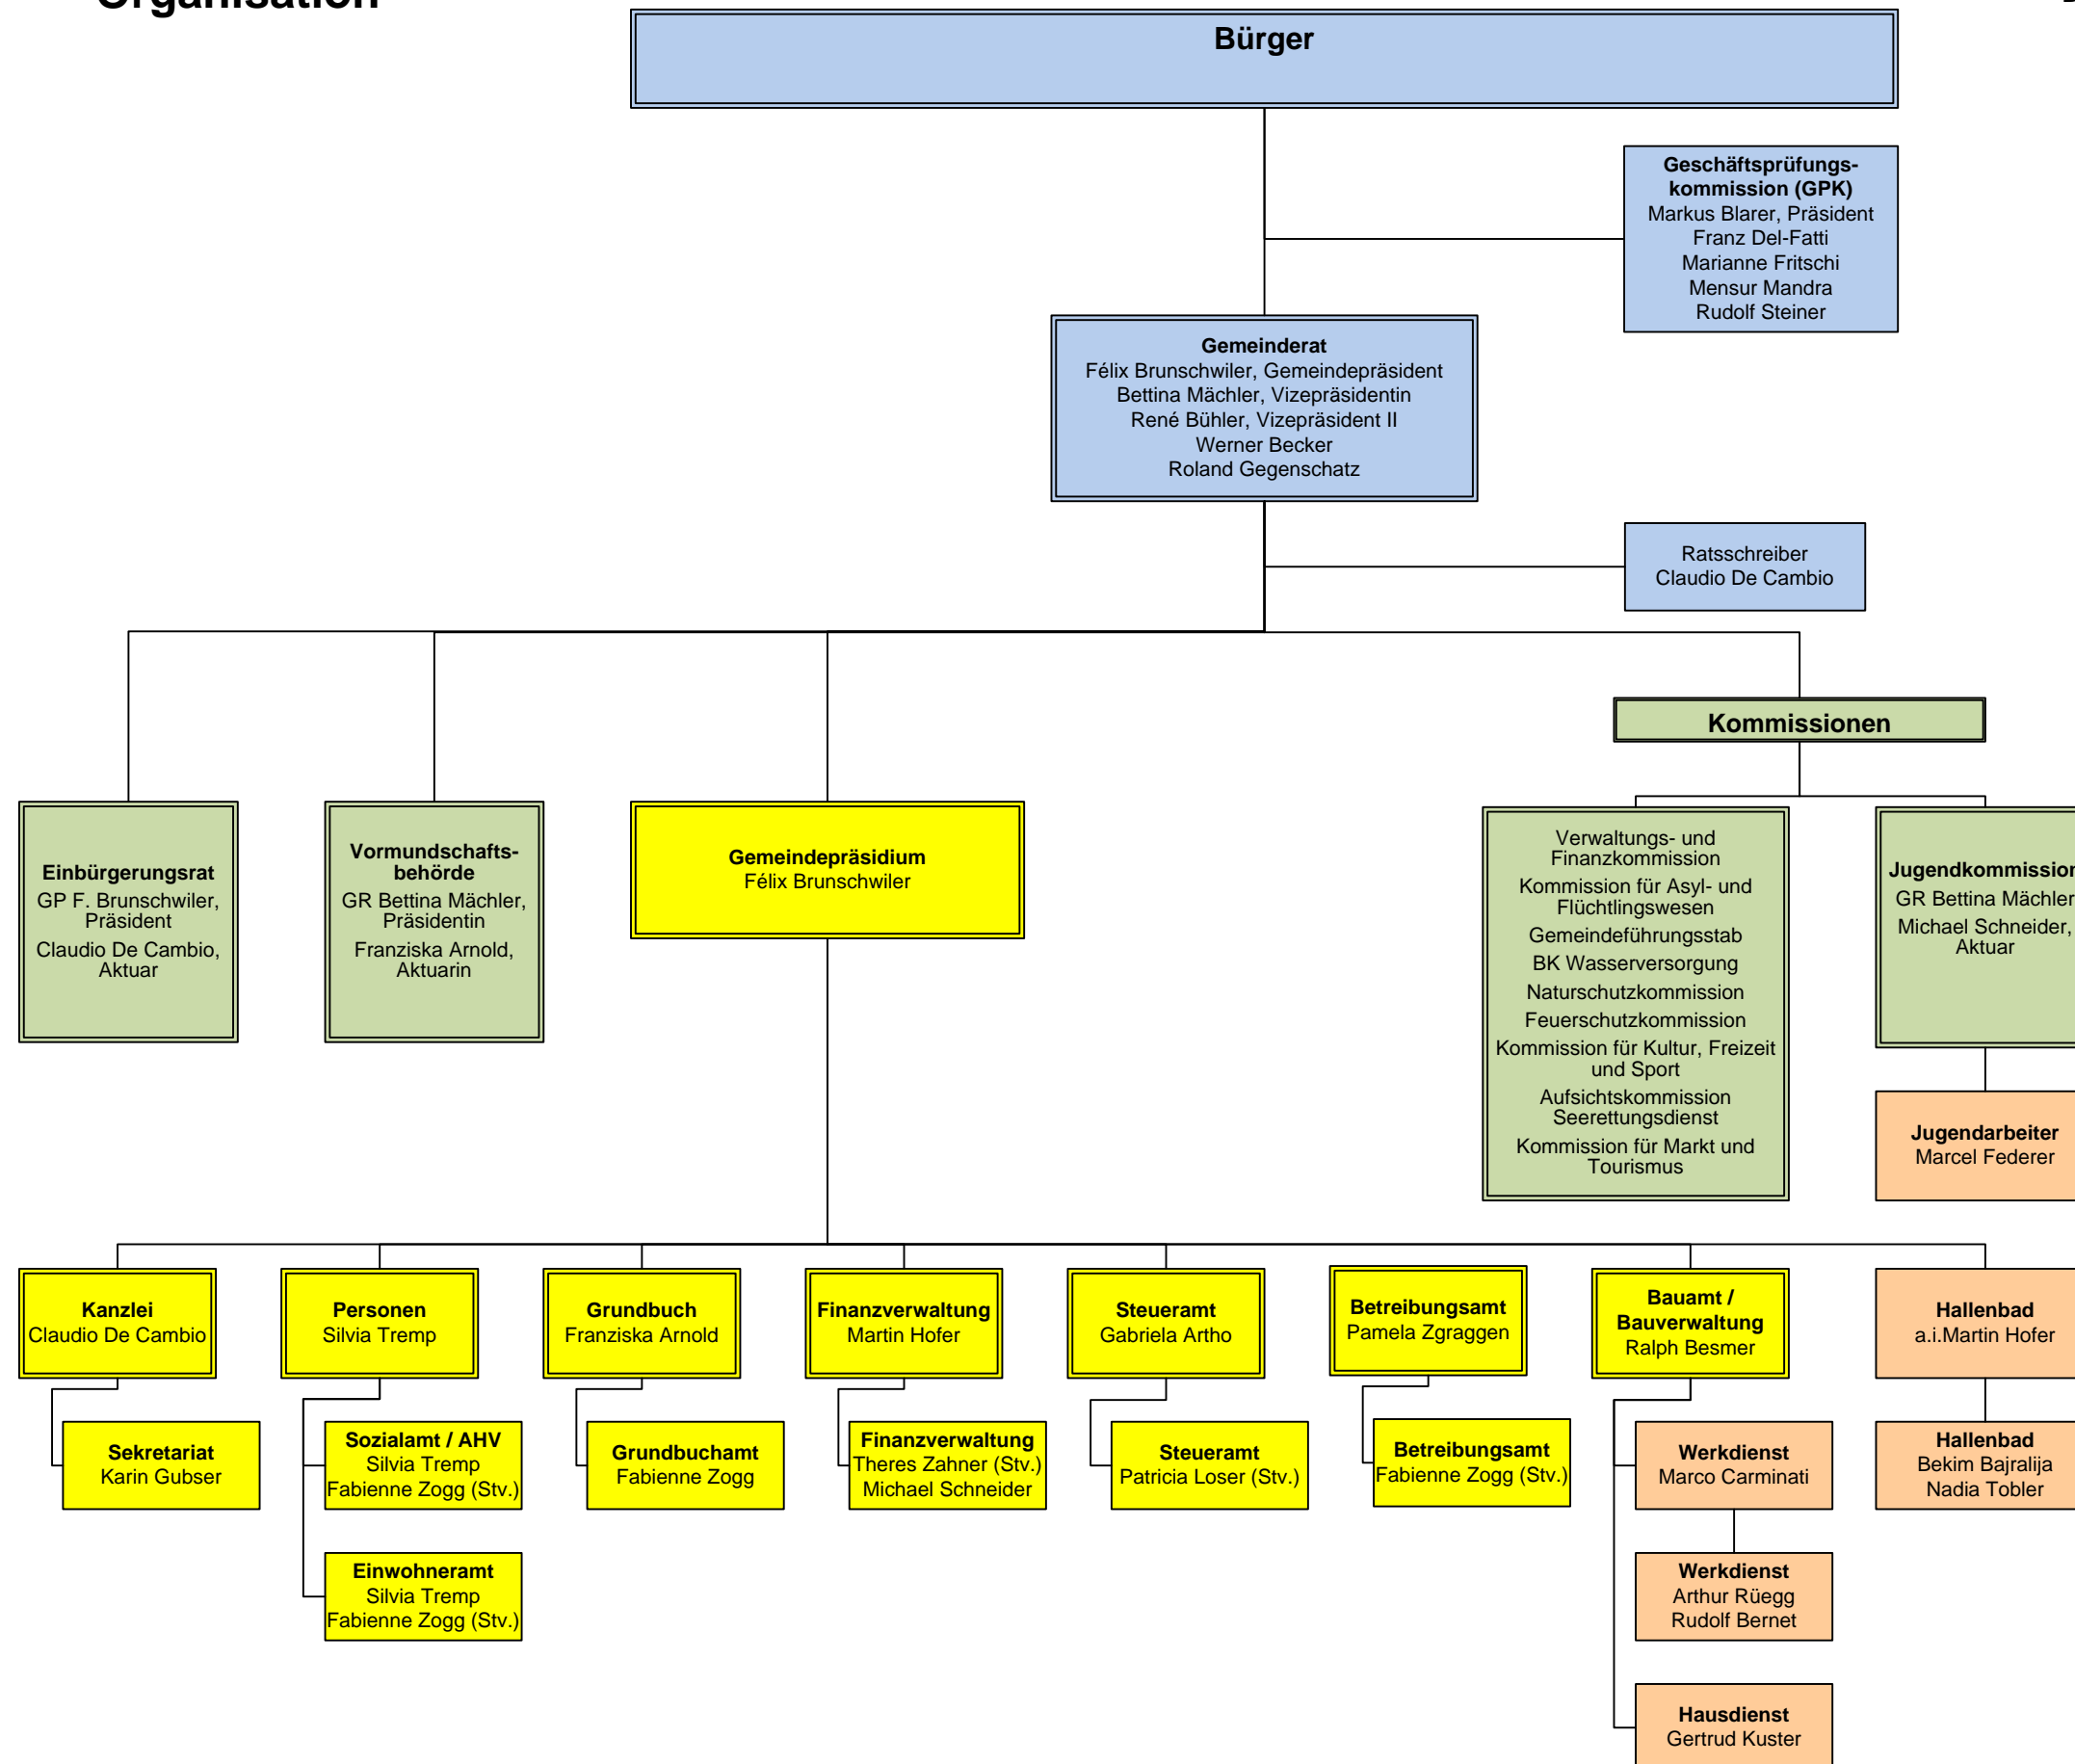 Organisation
Bürger
Geschäftsprüfungs-
kommission (GPK)
Markus Blarer, Präsident
Franz Del-Fatti
Marianne Fritschi
Mensur Mandra
Rudolf Steiner
Gemeinderat
Félix Brunschwiler, Gemeindepräsident
Bettina Mächler, Vizepräsidentin
René Bühler, Vizepräsident II
Werner Becker
Roland Gegenschatz
Ratsschreiber
Claudio De Cambio
Kommissionen
Einbürgerungsrat
GP F. Brunschwiler,
Präsident
Claudio De Cambio,
Aktuar
Vormundschafts-
behörde
GR Bettina Mächler,
Präsidentin
Franziska Arnold,
Aktuarin
Gemeindepräsidium
Félix Brunschwiler
Verwaltungs- und
Finanzkommission
Kommission für Asyl- und
Flüchtlingswesen
Gemeindeführungsstab
BK Wasserversorgung
Naturschutzkommission
Feuerschutzkommission
Kommission für Kultur, Freizeit
und Sport
Aufsichtskommission
Seerettungsdienst
Kommission für Markt und
Tourismus
Jugendkommission
GR Bettina Mächler
Michael Schneider,
Aktuar
Jugendarbeiter
Marcel Federer
Kanzlei
Claudio De Cambio
Personen
Silvia Tremp
Grundbuch
Franziska Arnold
Finanzverwaltung
Martin Hofer
Steueramt
Gabriela Artho
Betreibungsamt
Pamela Zgraggen
Bauamt /
Bauverwaltung
Ralph Besmer
Hallenbad
a.i.Martin Hofer
Sekretariat
Karin Gubser
Sozialamt / AHV
Silvia Tremp
Fabienne Zogg (Stv.)
Grundbuchamt
Fabienne Zogg
Finanzverwaltung
Theres Zahner (Stv.)
Michael Schneider
Steueramt
Patricia Loser (Stv.)
Betreibungsamt
Fabienne Zogg (Stv.)
Werkdienst
Marco Carminati
Hallenbad
Bekim Bajralija
Nadia Tobler
Einwohneramt
Silvia Tremp
Fabienne Zogg (Stv.)
Werkdienst
Arthur Rüegg
Rudolf Bernet
Hausdienst
Gertrud Kuster